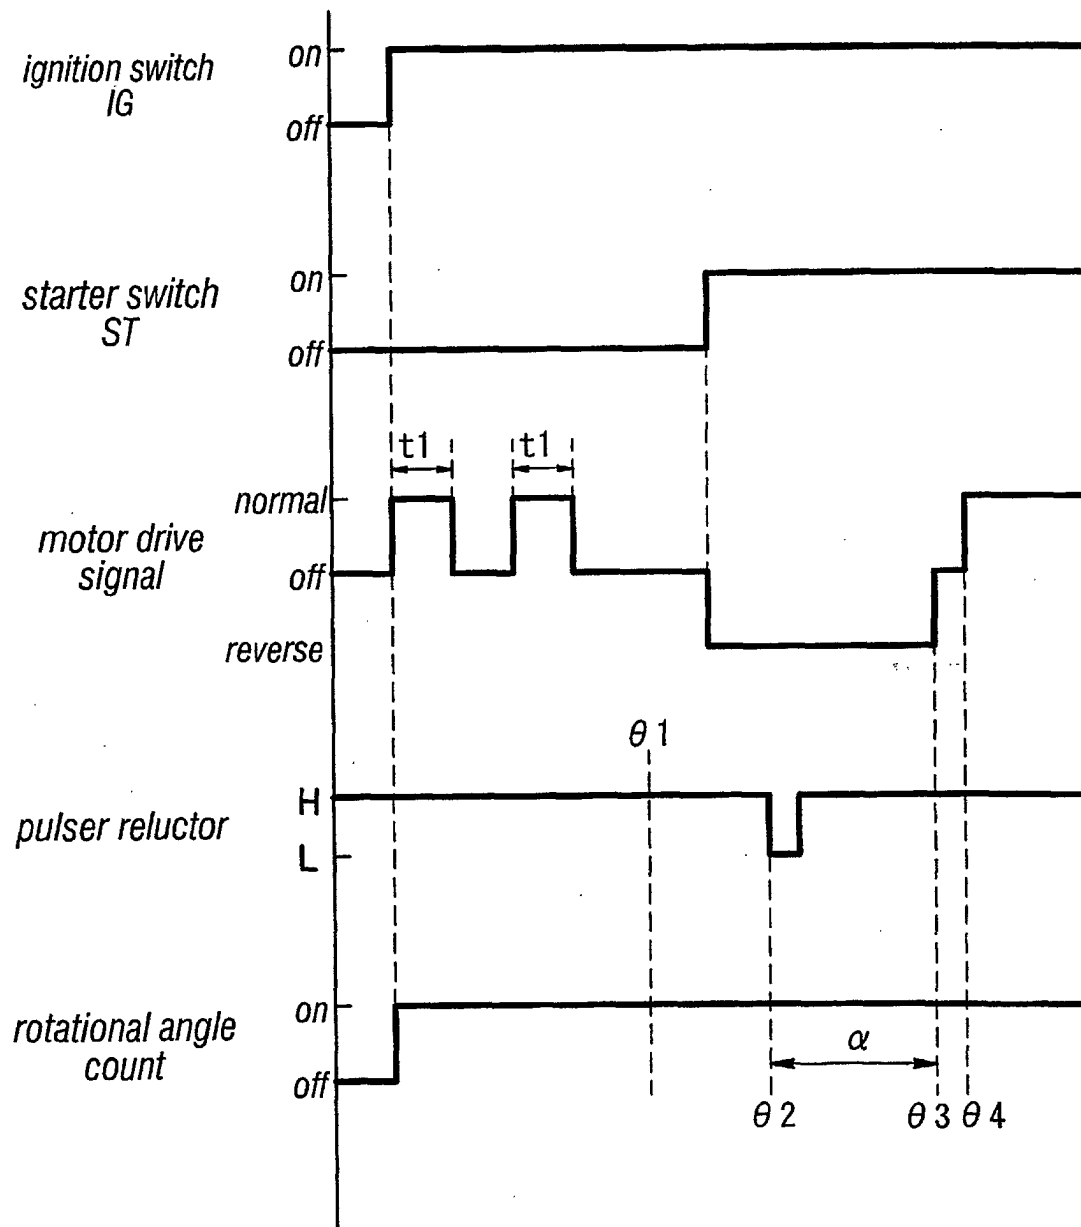 ignition switch
IG
on
off
starter switch
ST
on
off
t1
t1
motor drive
signal
normal
off
reverse
θ1
pulser reluctor
H
L
rotational angle
count
on
off
α
θ2
θ3
θ4